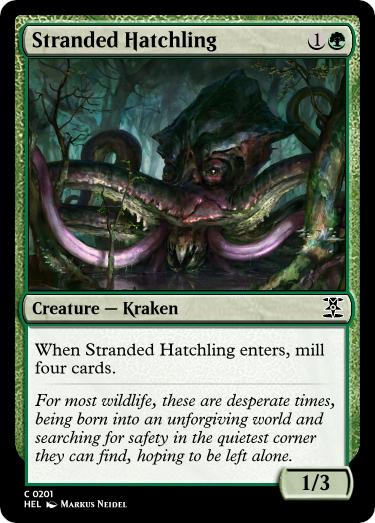 Stranded Hatchling 1
Creature — Kraken
When Stranded Hatchling enters, mill
four cards.
For most wildlife, these are desperate times,
being born into an unforgiving world and
searching for safety in the quietest corner
they can find, hoping to be left alone.
1/3
C 0201
HEL Markus Neidel